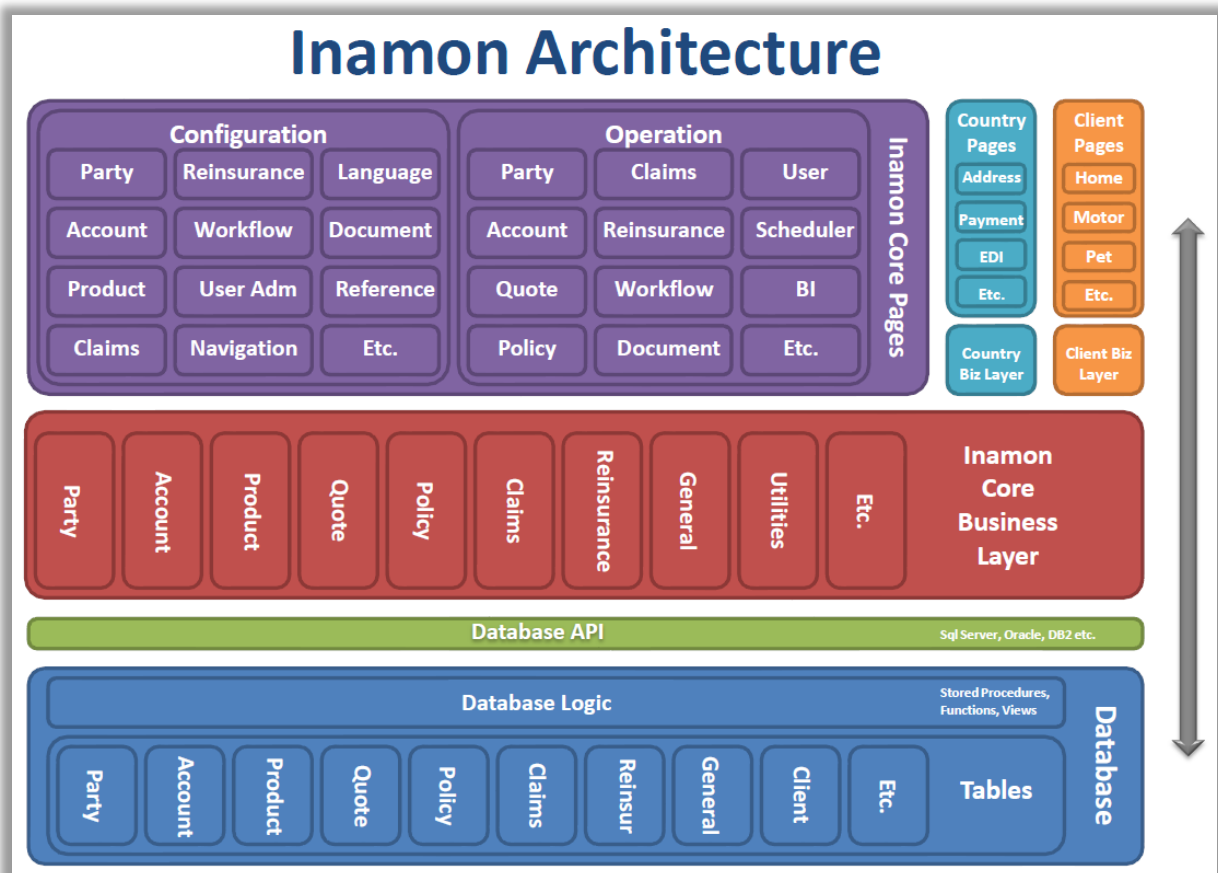 Inamon Architecture
Configuration
Party
Reinsurance
Language
Account
Workflow
Document
Product
User Adm
Reference
Claims
Navigation
Etc.
Operation
Party
Claims
User
Account
Reinsurance
Scheduler
Quote
Workflow
BI
Policy
Document
Etc.
Inamon Core Pages
Country
Pages
Address
Payment
EDI
Etc.
Country
Biz Layer
Client
Pages
Home
Motor
Pet
Etc.
Client Biz
Layer
Party
Account
Product
Quote
Policy
Claims
Reinsurance
General
Utilities
Etc.
Inamon
Core
Business
Layer
Database API
Sql Server, Oracle, DB2 etc.
Database Logic
Stored Procedures,
Functions, Views
Party
Account
Product
Quote
Policy
Claims
Reinsur
General
Client
Etc.
Tables
Database